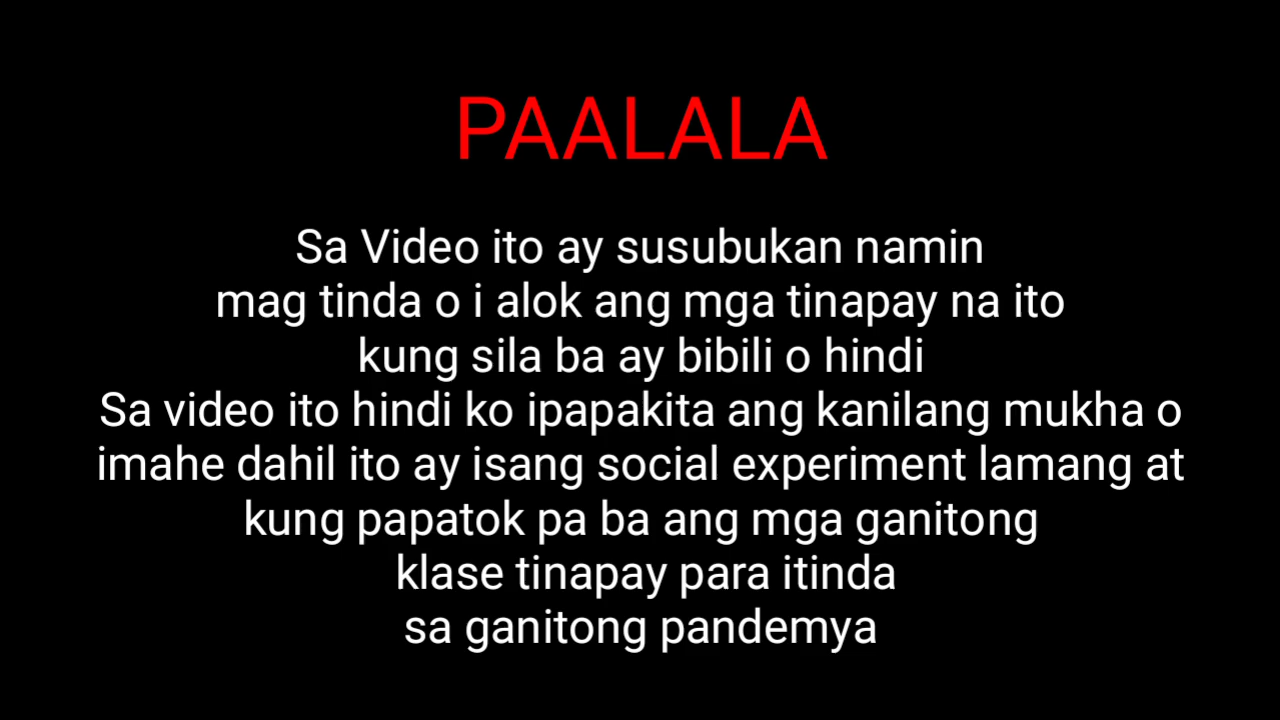 PAALALA
Sa Video ito ay susubukan namin
mag tinda o i alok ang mga tinapay na ito
kung sila ba ay bibili o hindi
Sa video ito hindi ko ipapakita ang kanilang mukha o
imahe dahil ito ay isang social experiment lamang at
kung papatok pa ba ang mga ganitong
klase tinapay para itinda
sa ganitong pandemya